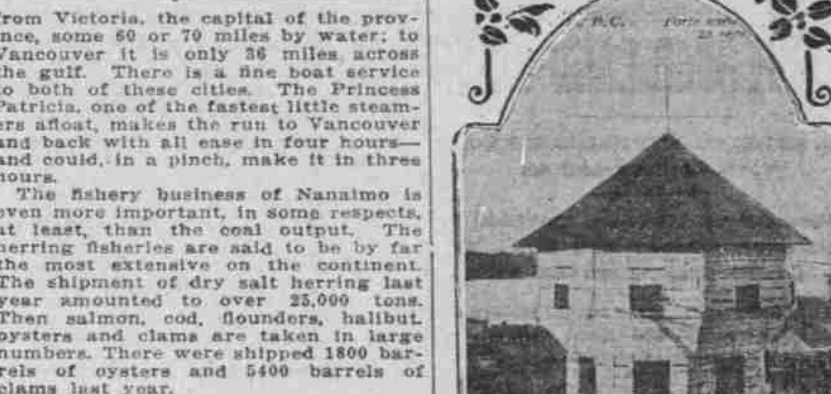 from Victoria, the capital of the prov-
ince, some 60 or 70 miles by water; to
Vancouver it is only 36 miles across
the gulf. There is a fine boat service
to both of these cities. The Princess
Patricia, one of the fastest little steam-
ers afloat, makes the run to Vancouver
and back with all ease in four hours—
and could, in a pinch, make it in three
hours.
The fishery business of Nanaimo is
even more important, in some respects,
at least, than the coal output. The
herring fisheries are said to be by far
the most extensive on the continent.
The shipment of dry salt herring last
year amounted to over 25,000 tons.
Then salmon, cod, flounders, halibut,
oysters and clams are taken in large
numbers. There were shipped 1800 bar-
rels of oysters and 5400 barrels of
clams last year.
B.C.